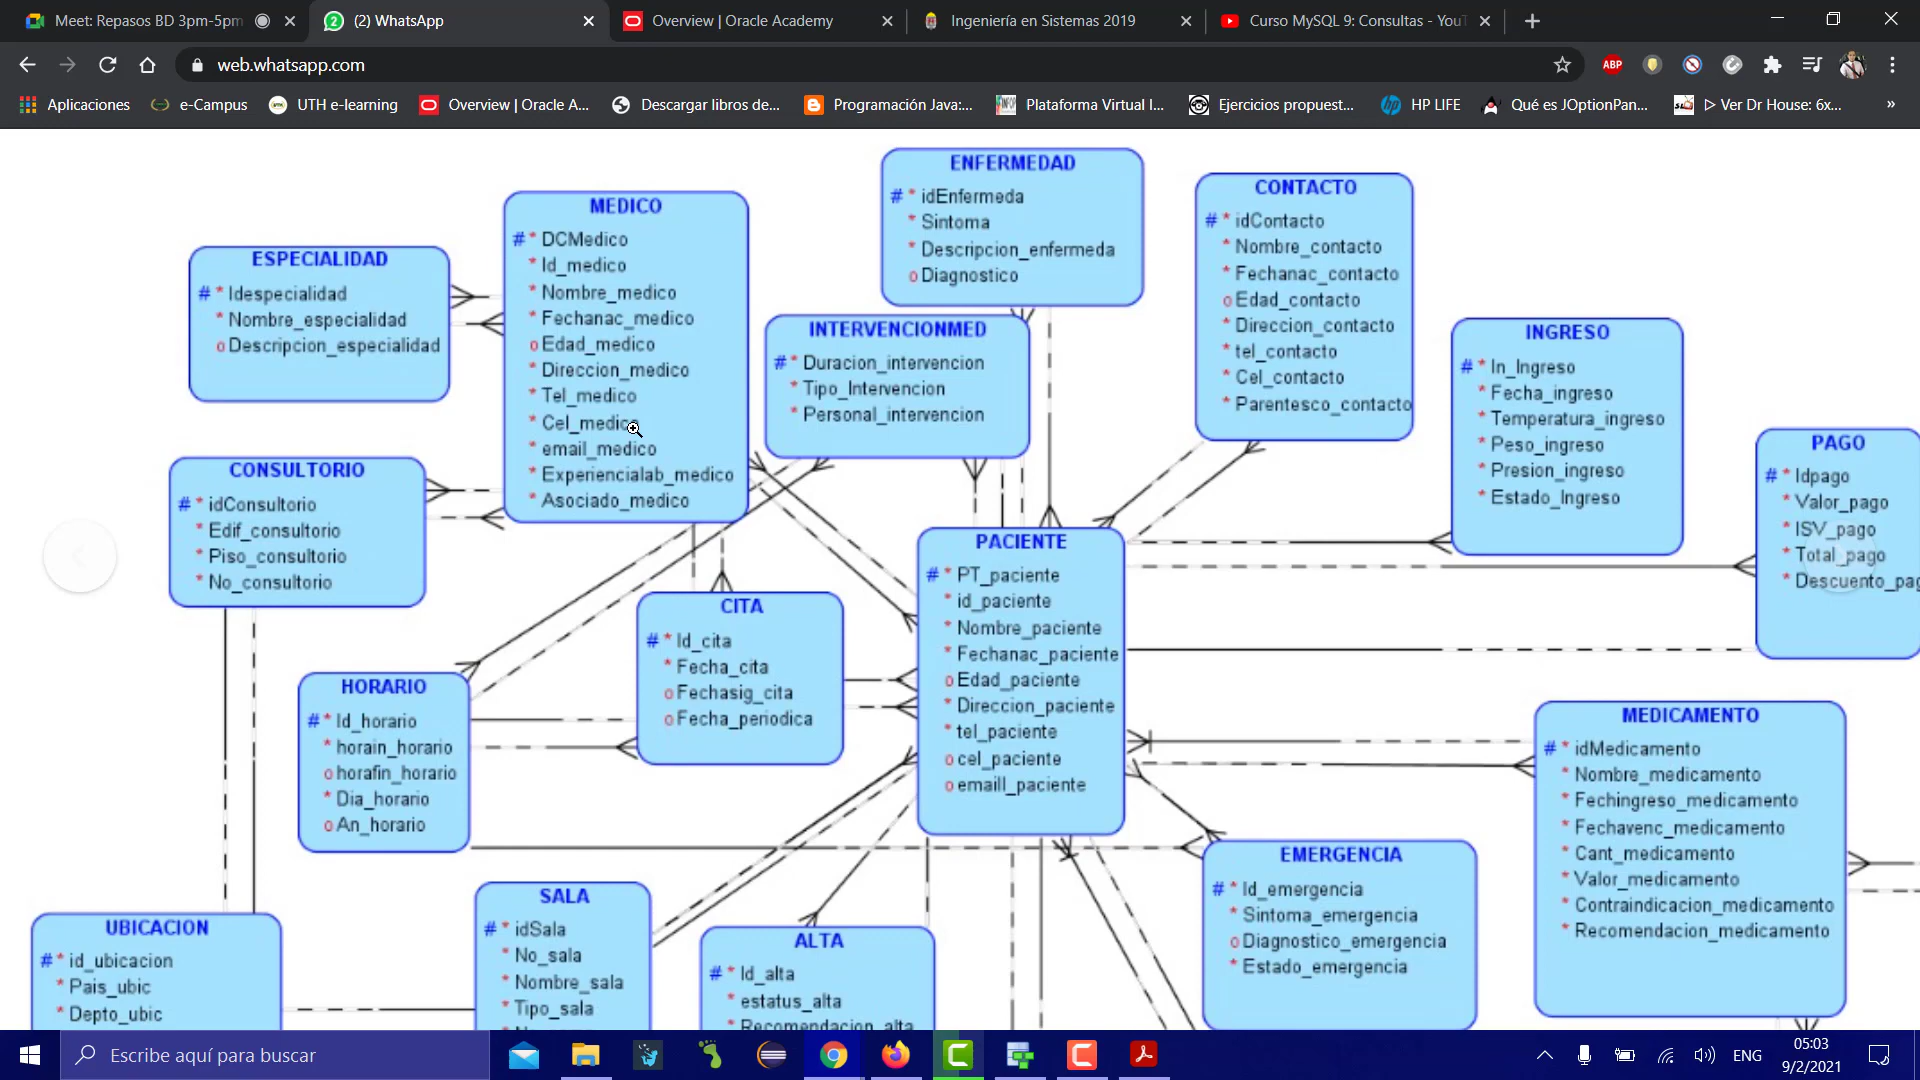 Meet: Repasos BD 3pm-5pm
(2) WhatsApp
Overview | Oracle Academy
Ingeniería en Sistemas 2019
Curso MySQL 9: Consultas - YouT
web.whatsapp.com
ABP
Aplicaciones
e-Campus
UTH e-learning
Overview | Oracle A...
Descargar libros de...
Programación Java:...
Plataforma Virtual I...
Ejercicios propuest...
HP LIFE
Qué es JOptionPan...
▷ Ver Dr House: 6x...
»
ENFERMEDAD
# * idEnfermeda
* Sintoma
* Descripcion_enfermeda
o Diagnostico
CONTACTO
# * idContacto
* Nombre_contacto
* Fechanac_contacto
o Edad_contacto
* Direccion_contacto
* tel_contacto
* Cel_contacto
* Parentesco_contacto
MEDICO
# * DCMedico
* Id_medico
* Nombre_medico
* Fechanac_medico
o Edad_medico
* Direccion_medico
* Tel_medico
* Cel_medico
* email_medico
* Experiencialab_medico
* Asociado_medico
ESPECIALIDAD
# * Idespecialidad
* Nombre_especialidad
o Descripcion_especialidad
INTERVENCIONMED
# * Duracion_intervencion
* Tipo_Intervencion
* Personal_intervencion
INGRESO
# * In_Ingreso
* Fecha_ingreso
* Temperatura_ingreso
* Peso_ingreso
* Presion_ingreso
* Estado_Ingreso
PAGO
# * Idpago
* Valor_pago
* ISV_pago
* Total_pago
* Descuento_pag
CONSULTORIO
# * idConsultorio
* Edif_consultorio
* Piso_consultorio
* No_consultorio
PACIENTE
# * PT_paciente
* id_paciente
* Nombre_paciente
* Fechanac_paciente
o Edad_paciente
* Direccion_paciente
* tel_paciente
o cel_paciente
o emaill_paciente
CITA
# * Id_cita
* Fecha_cita
o Fechasig_cita
o Fecha_periodica
HORARIO
# * Id_horario
* horain_horario
o horafin_horario
* Dia_horario
o An_horario
MEDICAMENTO
# * idMedicamento
* Nombre_medicamento
* Fechingreso_medicamento
* Fechavenc_medicamento
* Cant_medicamento
* Valor_medicamento
* Contraindicacion_medicamento
* Recomendacion_medicamento
EMERGENCIA
# * Id_emergencia
* Sintoma_emergencia
o Diagnostico_emergencia
* Estado_emergencia
SALA
# * idSala
* No_sala
* Nombre_sala
* Tipo_sala
UBICACION
# * id_ubicacion
* Pais_ubic
* Depto_ubic
ALTA
# * Id_alta
* estatus_alta
* Recomendacion_alta
Escribe aquí para buscar
ENG
05:03
9/2/2021